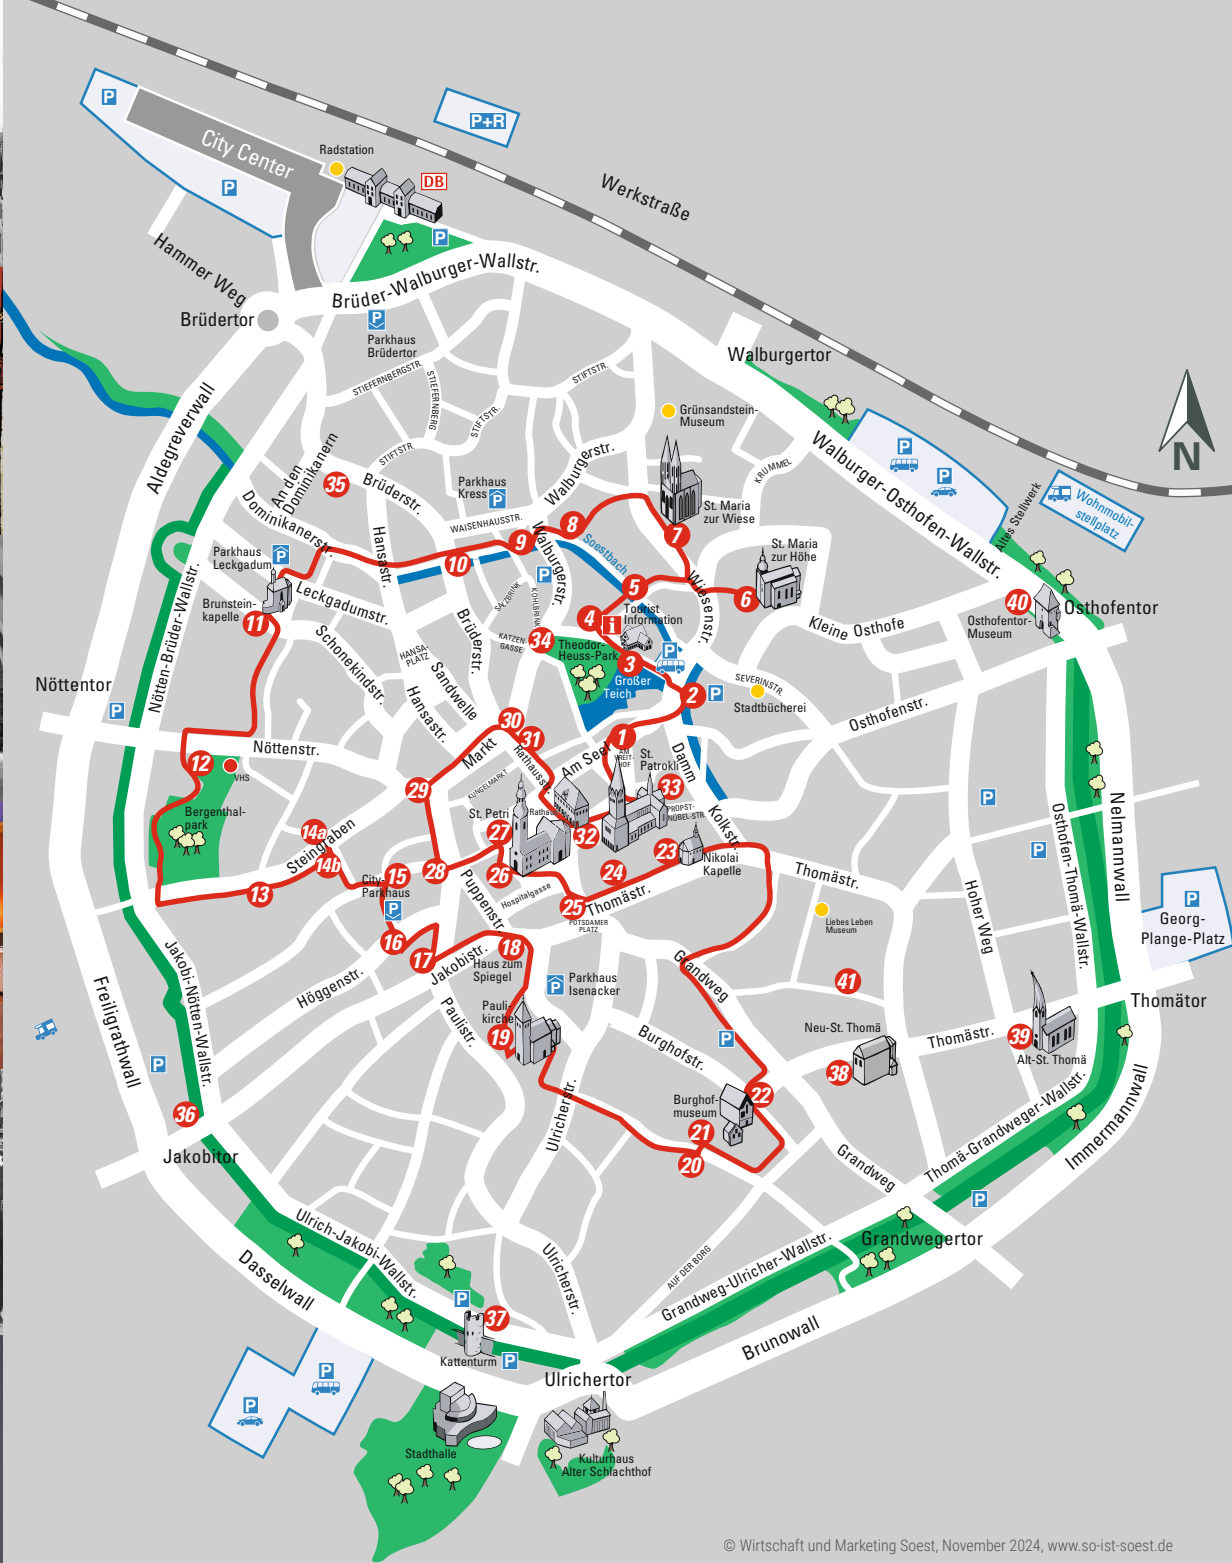 P
P+R
City Center
Radstation
DB
P
P
Werkstraße
Hammer Weg
Brüder-Walburger-Wallstr.
Brüdertor
P
Parkhaus
Brüdertor
Walburgertor
STIEFERNBERGSTR.
STIEFERNBERG
STIFTSTR.
STIFTSTR.
STIFTSTR.
Aldegreverwall
Grünsandstein-
Museum
N
Walburger-Osthofen-Wallstr.
P
P
An den
Dominikanern
35
Brüderstr.
Walburgerstr.
KRUMMEL
Parkhaus
Kress
P
Wohnmobil-
stellplatz
Altes Stellwerk
Dominikanerstr.
WAISENHAUSSTR.
8
St. Maria
zur Wiese
7
Hansastr.
9
Walburgerstr.
Soestbach
St. Maria
zur Höhe
Parkhaus
Leckgadum
P
10
P
5
Wiesenstr.
6
40
Osthofentor
Osthofentor-
Museum
Brunstein-
kapelle
11
Leckgadumstr.
SALZBRINK
KOHLBRINK
4
i
Tourist
Information
Kleine Osthofe
Nötten-Brüder-Wallstr.
Schonekindstr.
Brüderstr.
KATZEN-
GASSE
34
Theodor-
Heuss-Park
HANSA-
PLATZ
P
3
Großer
Teich
2
P
SEVERINSTR.
Stadtbücherei
Nöttentor
P
Sandwelle
Hansastr.
Osthofenstr.
30
31
1
Nöttenstr.
Markt
Rathausstr.
Am Seel
AM
VREIT-
HOF
St.
Patrokli
Damm
12
VHS
29
KUNGELMARKT
33
PROPST-
NÜBEL-STR.
Kolkstr.
P
Bergenthal-
park
14a
Steingraben
St. Petri
27
Rathaus
32
23
Nikolai
Kapelle
Osthofen-Thomä-Wallstr.
Nelmannwall
P
14b
15
City-
Parkhaus
P
28
26
24
Thomästr.
13
Puppenstr.
Hospitalgasse
25
Thomästr.
POTSDAMER
PLATZ
Liebes Leben
Museum
Hoher Weg
P
Georg-
Plange-Platz
16
17
18
Jakobistr.
Haus zum
Spiegel
Jakobi-Nötten-Wallstr.
Höggenstr.
Grandweg
P
Parkhaus
Isenacker
41
Freiligrathwall
Paulistr.
Pauli-
kirche
19
Burghofstr.
P
Neu-St. Thomä
38
Thomästr.
39
Alt-St. Thomä
Thomätor
P
36
Burghof-
museum
22
21
20
Ulricherstr.
Jakobitor
Grandweg
Thomä-Grandweger-Wallstr.
Immermannwall
P
Ulrich-Jakobi-Wallstr.
Dasselwall
Ulricherstr.
AUF DER BORG
Grandweg-Ulricher-Wallstr.
Grandwegertor
P
37
Kattenturm
P
Brunowall
Ulrichertor
P
P
Stadthalle
Kulturhaus
Alter Schlachthof
© Wirtschaft und Marketing Soest, November 2024, www.so-ist-soest.de